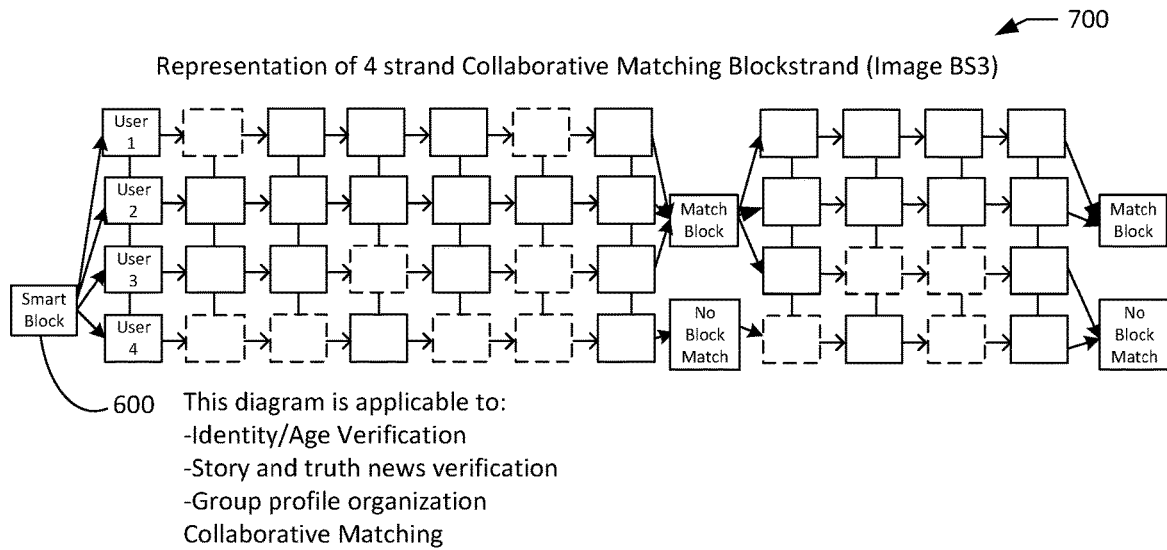 700
Representation of 4 strand Collaborative Matching Blockstrand (Image BS3)
User
1
User
2
User
3
User
4
Smart
Block
Match
Block
No
Block
Match
Match
Block
No
Block
Match
600
This diagram is applicable to:
-Identity/Age Verification
-Story and truth news verification
-Group profile organization
Collaborative Matching